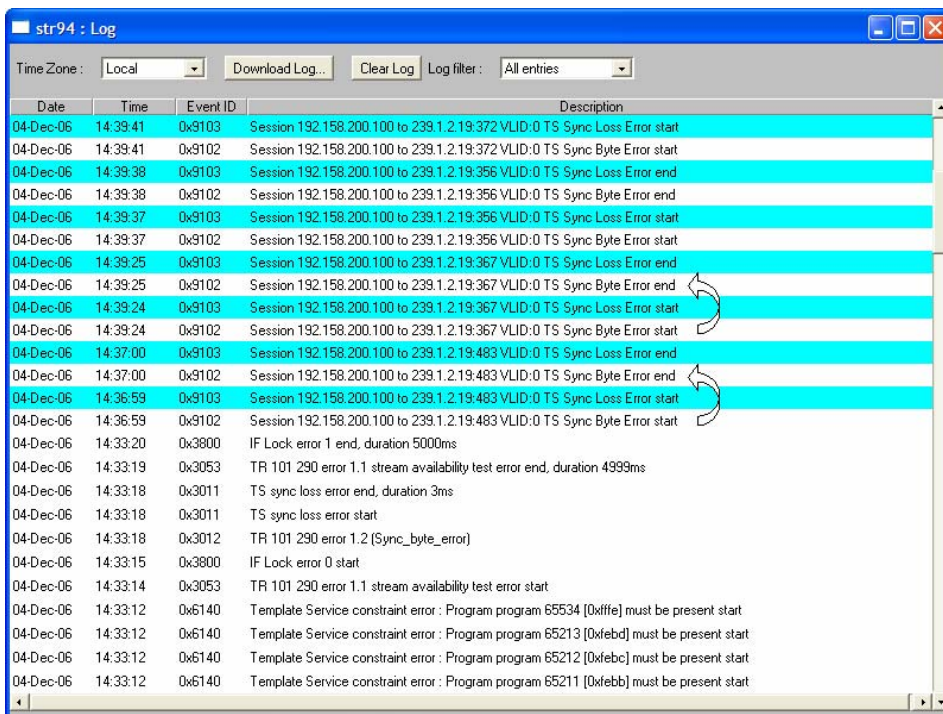 str94 : Log
Time Zone : Local Download Log... Clear Log Log filter : All entries
Date Time Event ID Description
04-Dec-06 14:39:41 0x9103 Session 192.158.200.100 to 239.1.2.19:372 VLID:0 TS Sync Loss Error start
04-Dec-06 14:39:41 0x9102 Session 192.158.200.100 to 239.1.2.19:372 VLID:0 TS Sync Byte Error start
04-Dec-06 14:39:38 0x9103 Session 192.158.200.100 to 239.1.2.19:356 VLID:0 TS Sync Loss Error end
04-Dec-06 14:39:38 0x9102 Session 192.158.200.100 to 239.1.2.19:356 VLID:0 TS Sync Byte Error end
04-Dec-06 14:39:37 0x9103 Session 192.158.200.100 to 239.1.2.19:356 VLID:0 TS Sync Loss Error start
04-Dec-06 14:39:37 0x9102 Session 192.158.200.100 to 239.1.2.19:356 VLID:0 TS Sync Byte Error start
04-Dec-06 14:39:25 0x9103 Session 192.158.200.100 to 239.1.2.19:367 VLID:0 TS Sync Loss Error end
04-Dec-06 14:39:25 0x9102 Session 192.158.200.100 to 239.1.2.19:367 VLID:0 TS Sync Byte Error end
04-Dec-06 14:39:24 0x9103 Session 192.158.200.100 to 239.1.2.19:367 VLID:0 TS Sync Loss Error start
04-Dec-06 14:39:24 0x9102 Session 192.158.200.100 to 239.1.2.19:367 VLID:0 TS Sync Byte Error start
04-Dec-06 14:37:00 0x9103 Session 192.158.200.100 to 239.1.2.19:483 VLID:0 TS Sync Loss Error end
04-Dec-06 14:37:00 0x9102 Session 192.158.200.100 to 239.1.2.19:483 VLID:0 TS Sync Byte Error end
04-Dec-06 14:36:59 0x9103 Session 192.158.200.100 to 239.1.2.19:483 VLID:0 TS Sync Loss Error start
04-Dec-06 14:36:59 0x9102 Session 192.158.200.100 to 239.1.2.19:483 VLID:0 TS Sync Byte Error start
04-Dec-06 14:33:20 0x3800 IF Lock error 1 end, duration 5000ms
04-Dec-06 14:33:19 0x3053 TR 101 290 error 1.1 stream availability test error end, duration 4999ms
04-Dec-06 14:33:18 0x3011 TS sync loss error end, duration 3ms
04-Dec-06 14:33:18 0x3011 TS sync loss error start
04-Dec-06 14:33:18 0x3012 TR 101 290 error 1.2 (Sync_byte_error)
04-Dec-06 14:33:15 0x3800 IF Lock error 0 start
04-Dec-06 14:33:14 0x3053 TR 101 290 error 1.1 stream availability test error start
04-Dec-06 14:33:12 0x6140 Template Service constraint error : Program program 65534 [0xfffe] must be present start
04-Dec-06 14:33:12 0x6140 Template Service constraint error : Program program 65213 [0xfebd] must be present start
04-Dec-06 14:33:12 0x6140 Template Service constraint error : Program program 65212 [0xfebc] must be present start
04-Dec-06 14:33:12 0x6140 Template Service constraint error : Program program 65211 [0xfebb] must be present start